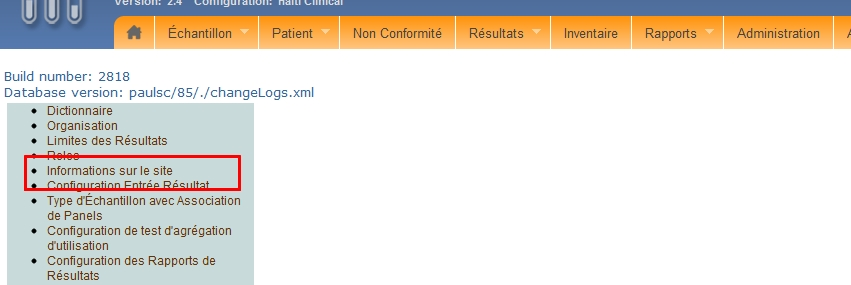 Version: 2.4 Configuration: Haiti Clinical
Échantillon Patient Non Conformité Résultats Inventaire Rapports Administration A
Build number: 2818
Database version: paulsc/85/./changeLogs.xml
Dictionnaire
Organisation
Limites des Résultats
Roles
Informations sur le site
Configuration Entrée Résultat
Type d'Échantillon avec Association
de Panels
Configuration de test d'agrégation
d'utilisation
Configuration des Rapports de
Résultats